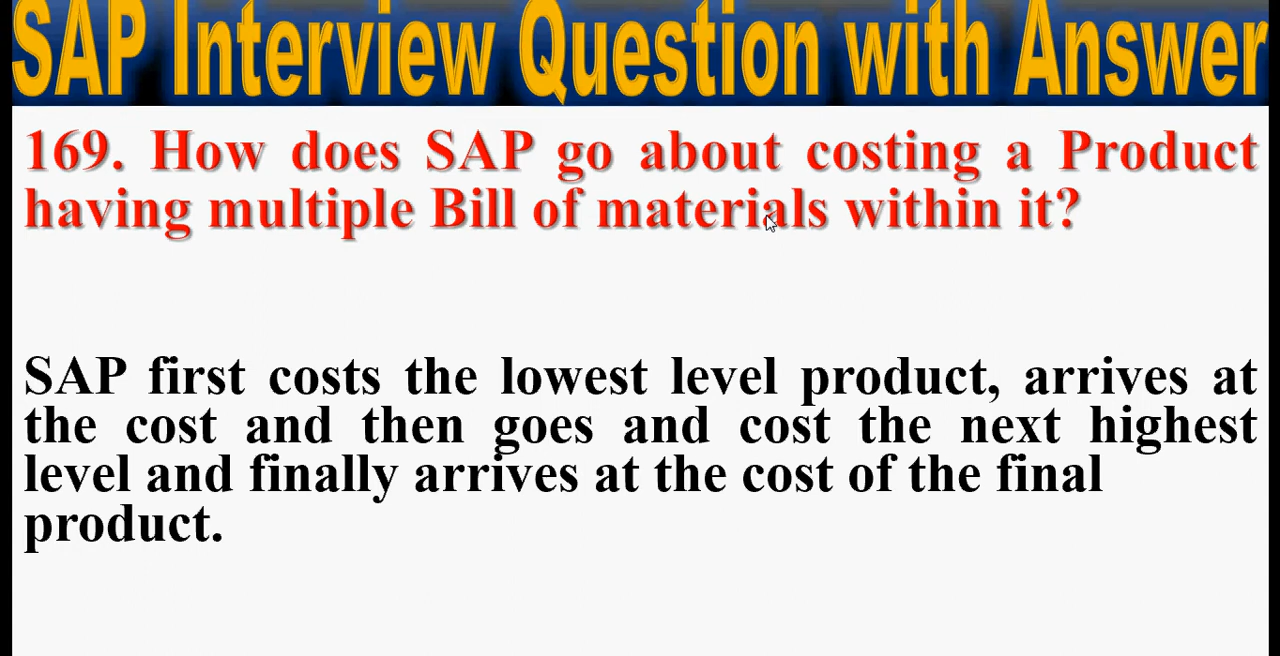 SAP Interview Question with Answer
169. How does SAP go about costing a Product
having multiple Bill of materials within it?
SAP first costs the lowest level product, arrives at
the cost and then goes and cost the next highest
level and finally arrives at the cost of the final
product.